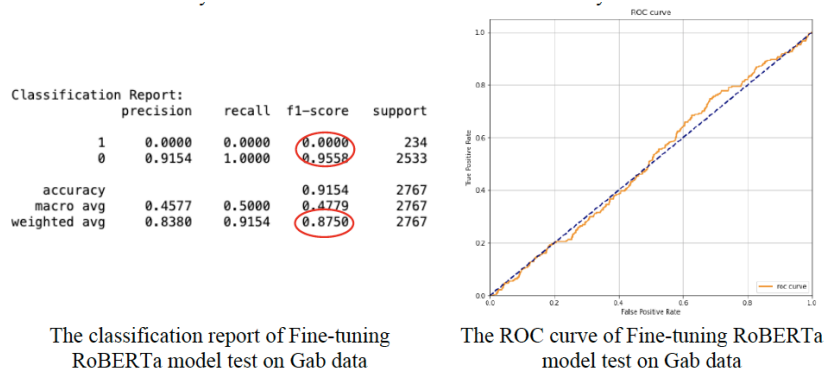 Classification Report:
precision recall f1-score support
1 0.0000 0.0000 0.0000 234
0 0.9154 1.0000 0.9558 2533
accuracy 0.9154 2767
macro avg 0.4577 0.5000 0.4779 2767
weighted avg 0.8380 0.9154 0.8750 2767
The classification report of Fine-tuning
RoBERTa model test on Gab data
ROC curve
1.0
0.8
0.6
0.4
0.2
0.0
True Positive Rate
0.0 0.2 0.4 0.6 0.8 1.0
False Positive Rate
roc curve
The ROC curve of Fine-tuning RoBERTa
model test on Gab data